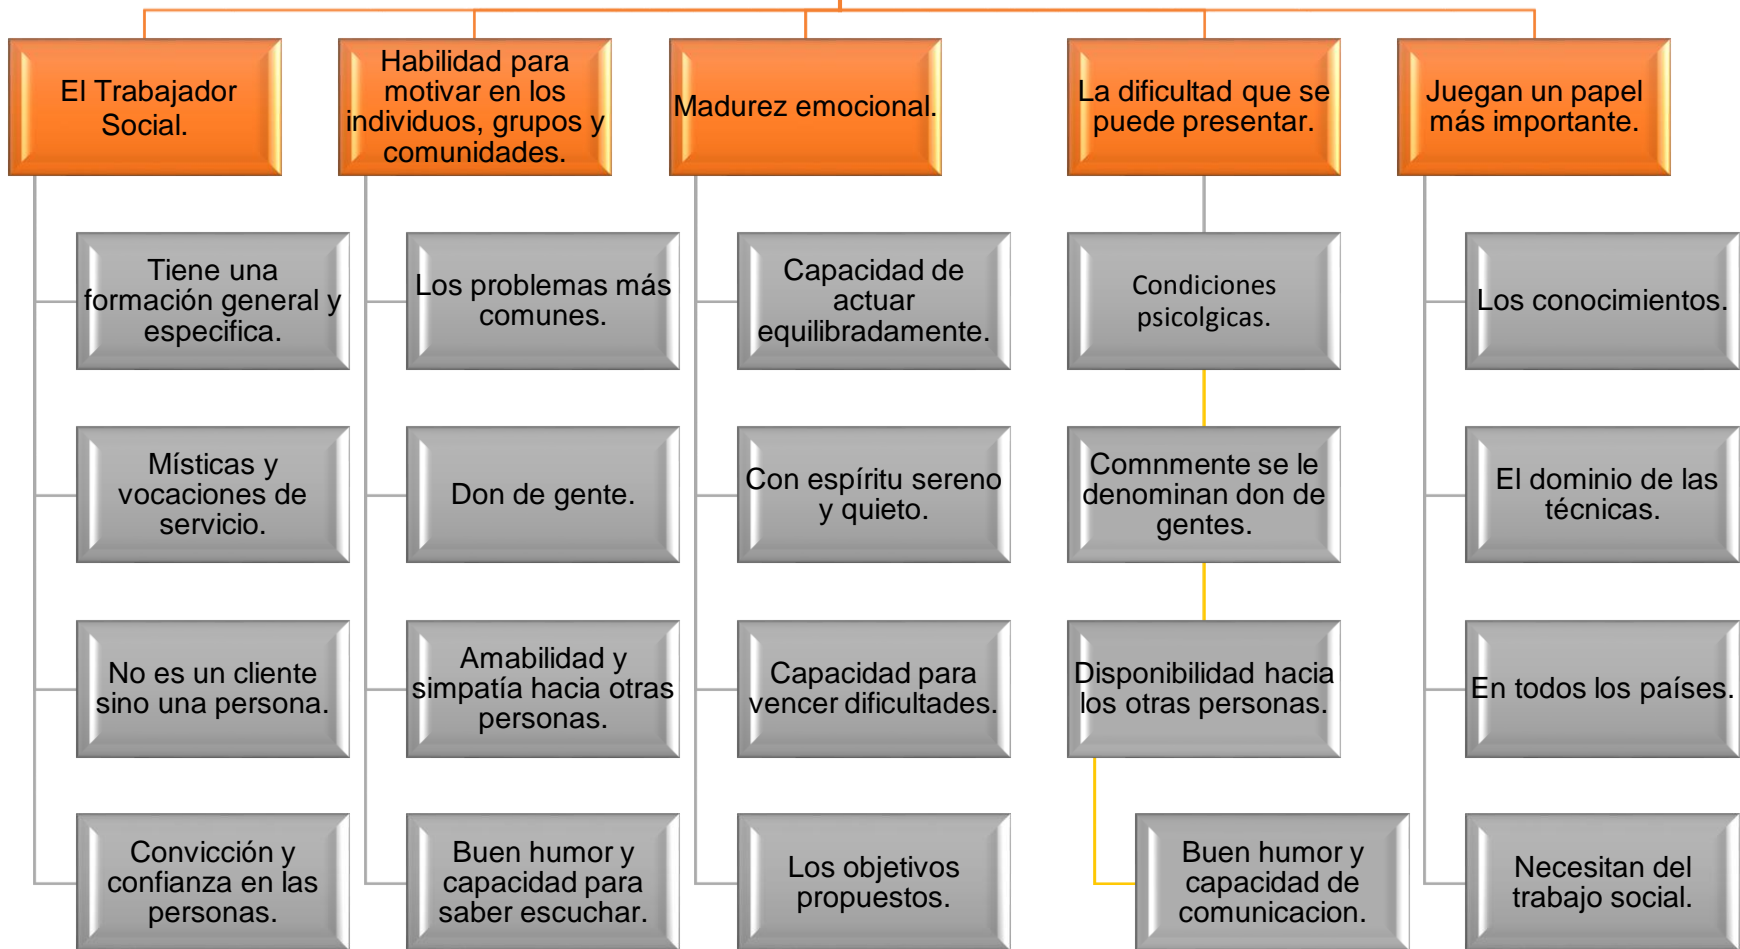 El Trabajador
Social.
Habilidad para
motivar en los
individuos, grupos y
comunidades.
Madurez emocional.
La dificultad que se
puede presentar.
Juegan un papel
más importante.
Tiene una
formación general y
especifica.
Los problemas más
comunes.
Capacidad de
actuar
equilibradamente.
Condiciones
psicolgicas.
Los conocimientos.
Místicas y
vocaciones de
servicio.
Don de gente.
Con espíritu sereno
y quieto.
Comnmente se le
denominan don de
gentes.
El dominio de las
técnicas.
No es un cliente
sino una persona.
Amabilidad y
simpatía hacia otras
personas.
Capacidad para
vencer dificultades.
Disponibilidad hacia
los otras personas.
En todos los países.
Convicción y
confianza en las
personas.
Buen humor y
capacidad para
saber escuchar.
Los objetivos
propuestos.
Buen humor y
capacidad de
comunicacion.
Necesitan del
trabajo social.